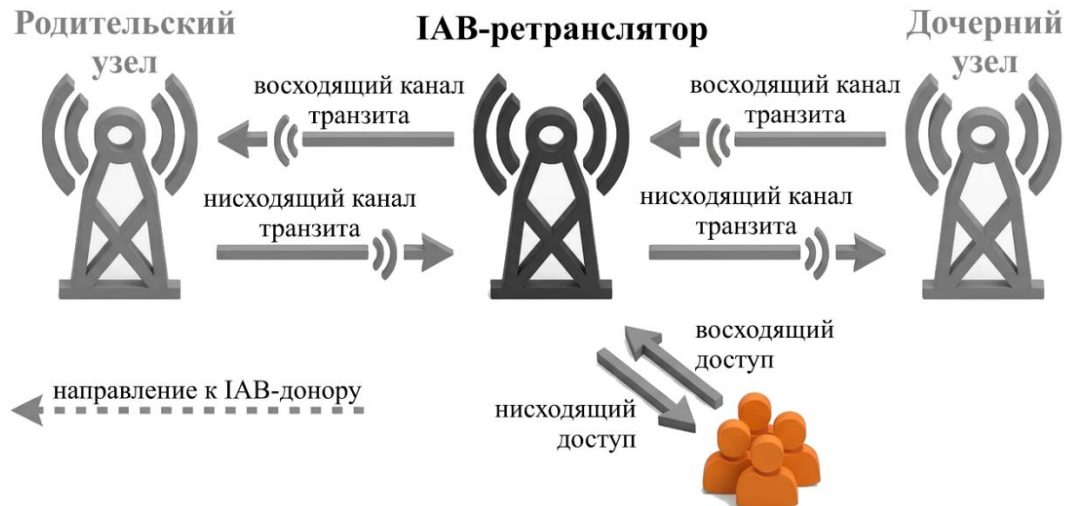 Родительский
узел
IAB-ретранслятор
Дочерний
узел
восходящий канал
транзита
восходящий канал
транзита
нисходящий канал
транзита
нисходящий канал
транзита
восходящий
доступ
направление к IAB-донору
нисходящий
доступ